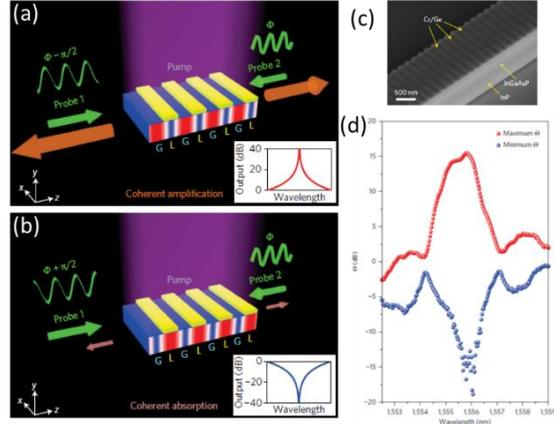 (a)
Φ−π/2
Probe 1
Pump
Φ
Probe 2
G L G L G L G L
Coherent amplification
x
y
z
Output (dB)
40
20
0
Wavelength
(b)
Φ+π/2
Probe 1
Pump
Φ
Probe 2
G L G L G L G L
Coherent absorption
x
y
z
Output (dB)
0
−20
−40
Wavelength
(c)
Cr/Ge
InGaAsP
InP
500 nm
(d)
Maximum Θ
Minimum Θ
Θ (dB)
20
15
10
5
0
−5
−10
−15
−20
1,553 1,554 1,555 1,556 1,557 1,558 1,559
Wavelength (nm)